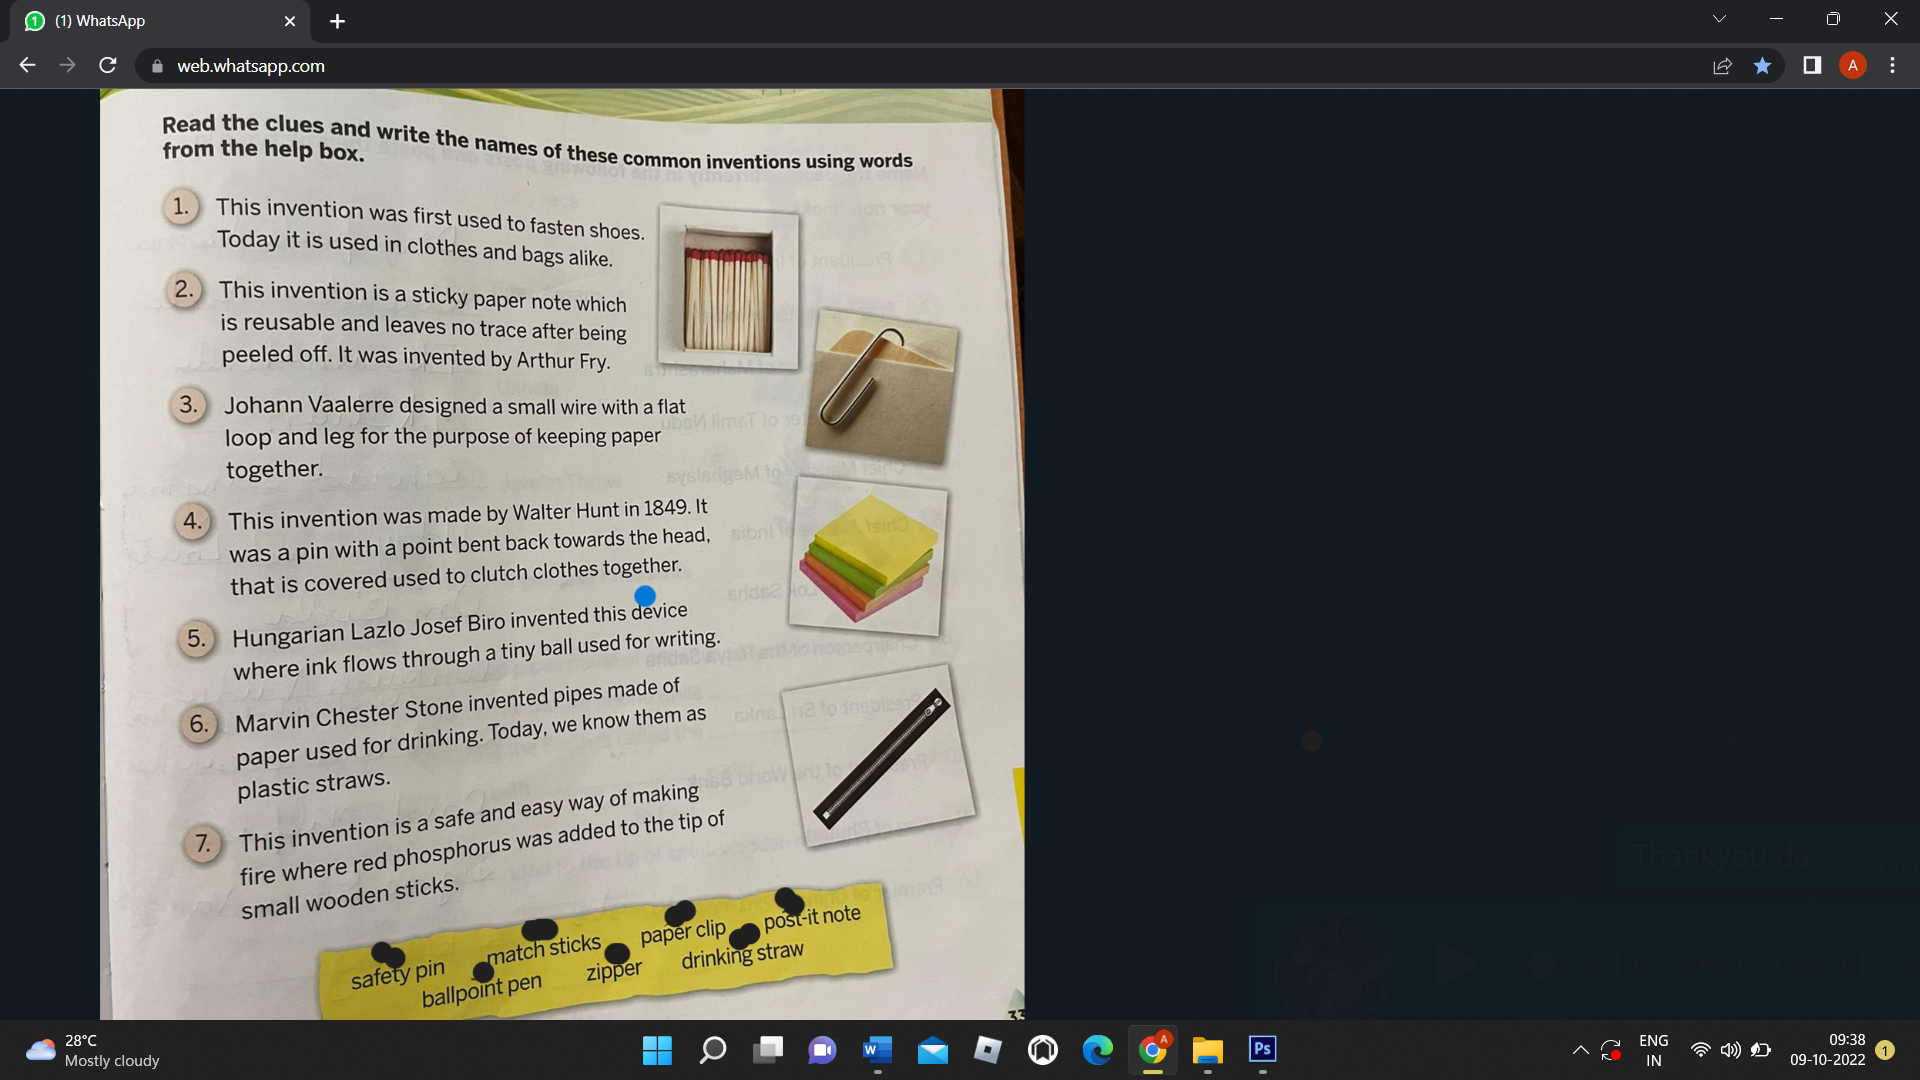 (1) WhatsApp
web.whatsapp.com
A
Read the clues and write the names of these common inventions using words
from the help box.
1. This invention was first used to fasten shoes.
Today it is used in clothes and bags alike.
2. This invention is a sticky paper note which
is reusable and leaves no trace after being
peeled off. It was invented by Arthur Fry.
3. Johann Vaalerre designed a small wire with a flat
loop and leg for the purpose of keeping paper
together.
4. This invention was made by Walter Hunt in 1849. It
was a pin with a point bent back towards the head,
that is covered used to clutch clothes together.
5. Hungarian Lazlo Josef Biro invented this device
where ink flows through a tiny ball used for writing.
6. Marvin Chester Stone invented pipes made of
paper used for drinking. Today, we know them as
plastic straws.
7. This invention is a safe and easy way of making
fire where red phosphorus was added to the tip of
small wooden sticks.
safety pin match sticks paper clip post-it note
ballpoint pen zipper drinking straw
33
Thankyou da
28°C
Mostly cloudy
W
A
Ps
ENG
IN
09:38
09-10-2022
1